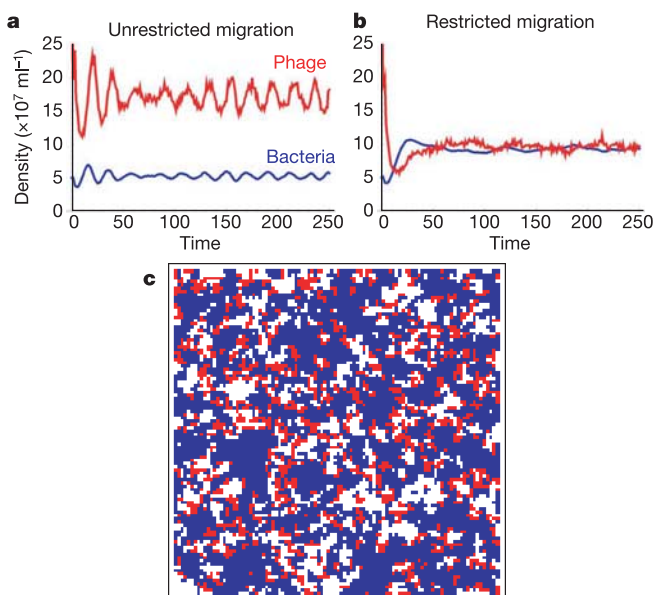 a
Unrestricted migration
Density (×10⁷ ml⁻¹)
25
20
15
10
5
0
Phage
Bacteria
0 50 100 150 200 250
Time
b
Restricted migration
25
20
15
10
5
0
0 50 100 150 200 250
Time
c